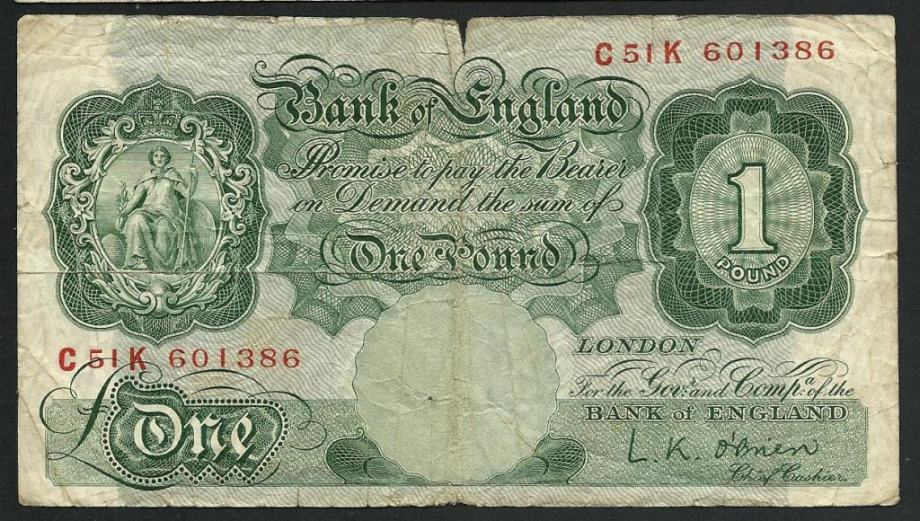 C51K 601386
Bank of England
Promise to pay the Bearer
on Demand the sum of
One Pound
1
POUND
C51K 601386
LONDON
For the Govr. and Compa. of the
BANK of ENGLAND
£One
L.K. O'Brien
Chief Cashier.